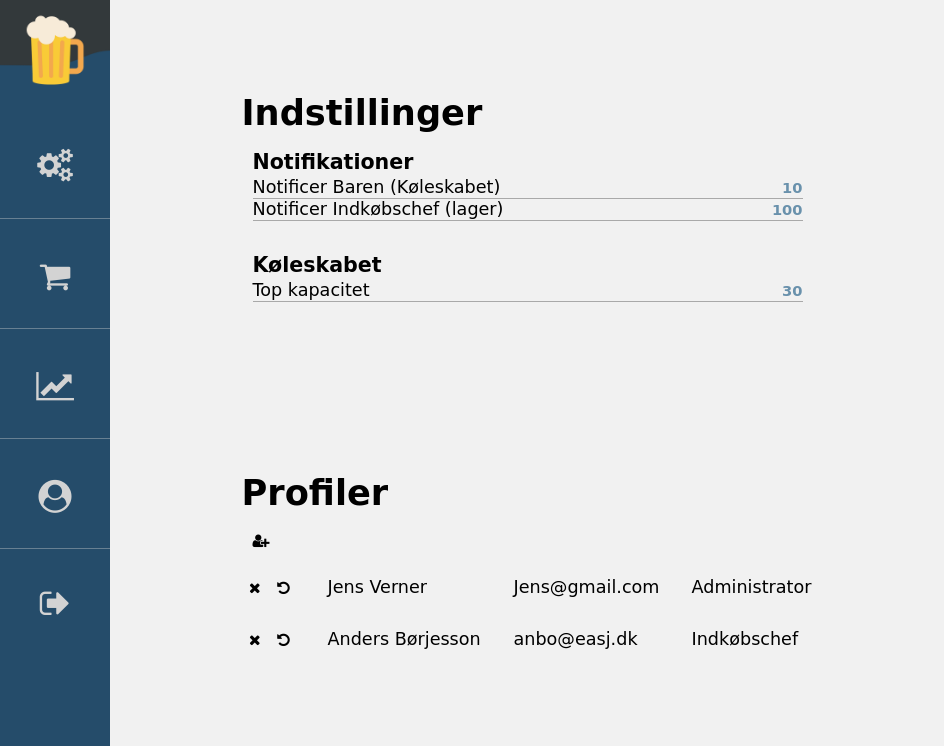 Indstillinger
Notifikationer
Notificer Baren (Køleskabet) 10
Notificer Indkøbschef (lager) 100
Køleskabet
Top kapacitet 30
Profiler
Jens Verner Jens@gmail.com Administrator
Anders Børjesson anbo@easj.dk Indkøbschef